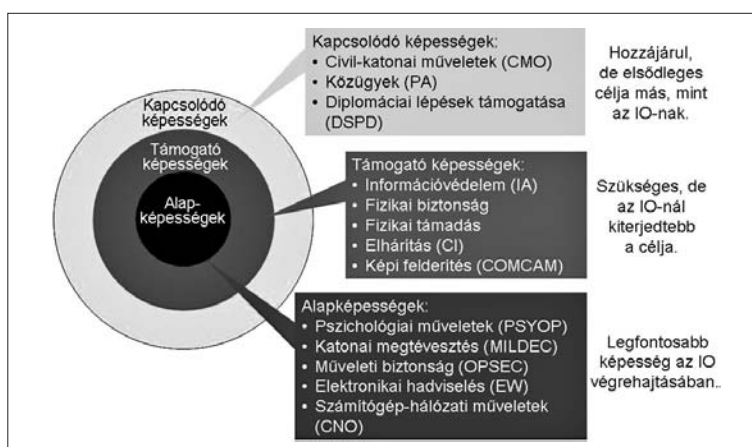 Kapcsolódó
képességek
Támogató
képességek
Alap-
képességek
Kapcsolódó képességek:
• Civil-katonai műveletek (CMO)
• Közügyek (PA)
• Diplomáciai lépések támogatása
(DSPD)
Hozzájárul,
de elsődleges
célja más, mint
az IO-nak.
Támogató képességek:
• Információvédelem (IA)
• Fizikai biztonság
• Fizikai támadás
• Elhárítás (CI)
• Képi felderítés (COMCAM)
Szükséges, de
az IO-nál
kiterjedtebb
a célja.
Alapképességek:
• Pszichológiai műveletek (PSYOP)
• Katonai megtévesztés (MILDEC)
• Műveleti biztonság (OPSEC)
• Elektronikai hadviselés (EW)
• Számítógép-hálózati műveletek
(CNO)
Legfontosabb
képesség az IO
végrehajtásában..